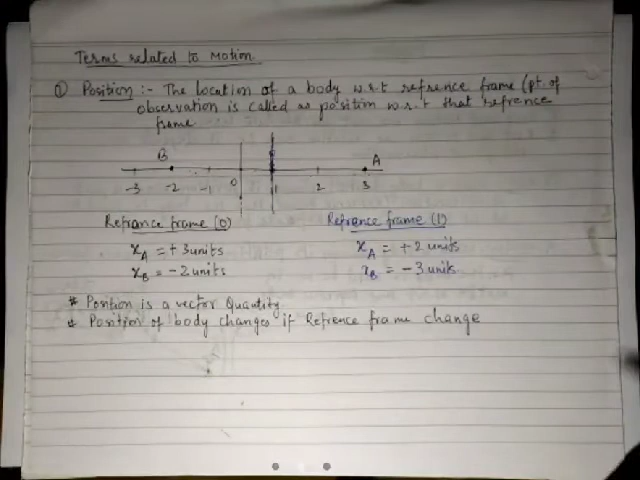 Terms related to Motion
① Position :- The location of a body w.r.t refrence frame (pt. of
observation is called as position w.r.t that refrence
frame
B A
-3 -2 -1 0 1 2 3
Refrance frame (0) Refrence frame (1)
xA = +3 units xA = +2 units
xB = -2 units xB = -3 units
* Position is a vector Quantity
* Position of body changes if Refrence frame change